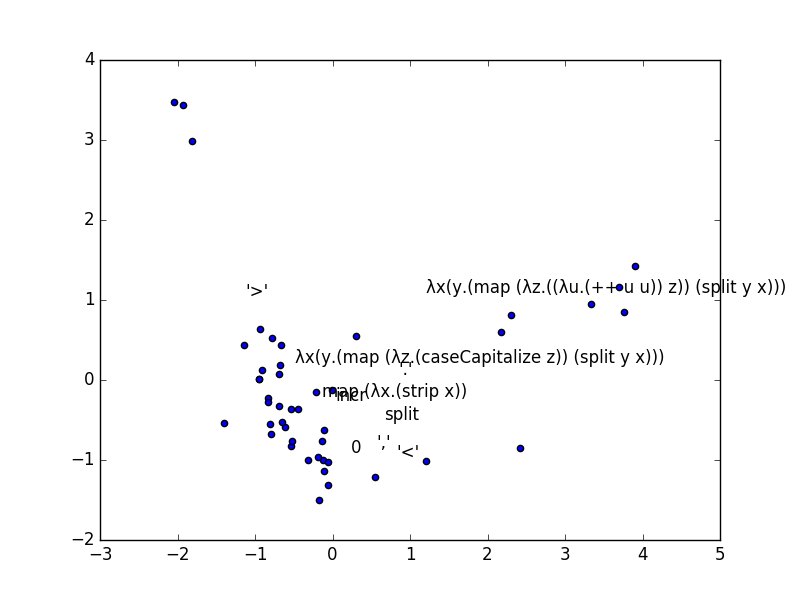 4
3
2
1
0
−1
−2
'>'
λx(y.(map (λz.((λu.(++ u u)) z)) (split y x)))
λx(y.(map (λz.(caseCapitalize z)) (split y x)))
'.'
map (λx.(strip x))
incr
split
0
','
'<'
−3 −2 −1 0 1 2 3 4 5